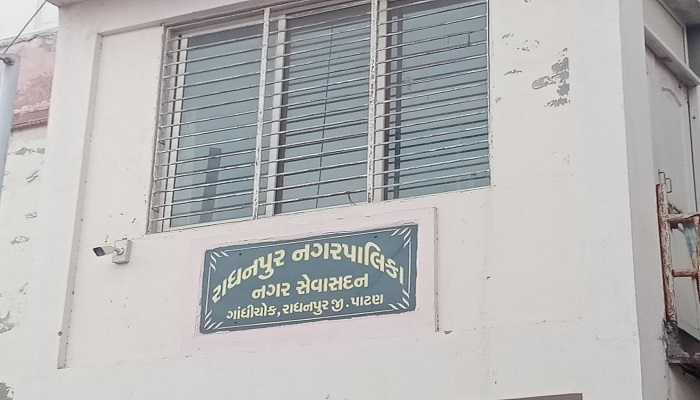 રાધનપુર નગરપાલિકા
નગર સેવાસદન
ગાંધીચોક, રાધનપુર જી. પાટણ